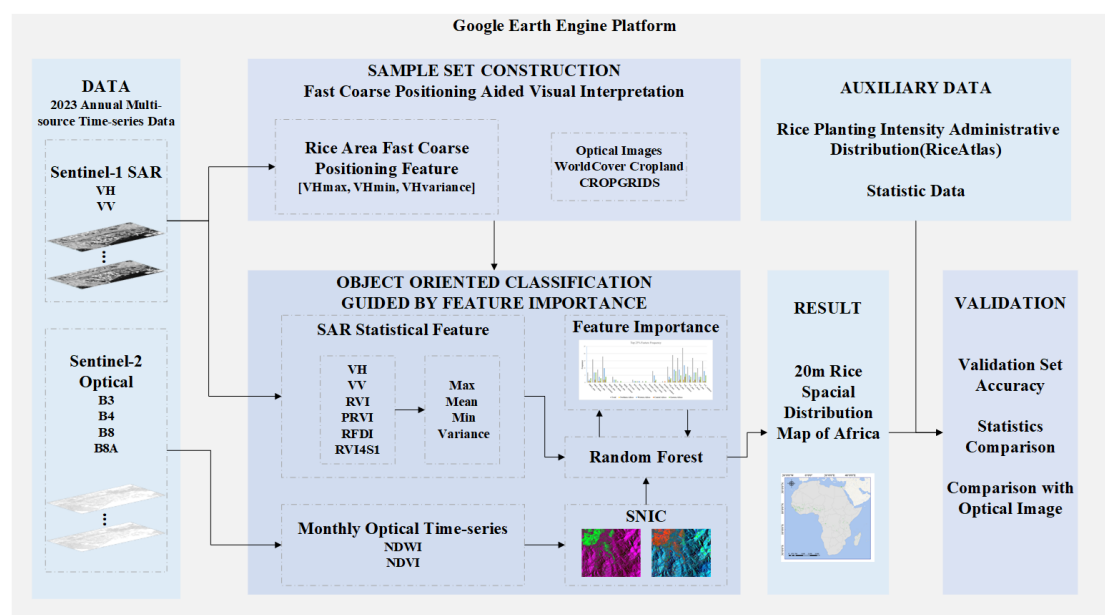 Google Earth Engine Platform
DATA
2023 Annual Multi-
source Time-series Data
Sentinel-1 SAR
VH
VV
Sentinel-2
Optical
B3
B4
B8
B8A
SAMPLE SET CONSTRUCTION
Fast Coarse Positioning Aided Visual Interpretation
Rice Area Fast Coarse
Positioning Feature
[VHmax, VHmin, VHvariance]
Optical Images
WorldCover Cropland
CROPGRIDS
OBJECT ORIENTED CLASSIFICATION
GUIDED BY FEATURE IMPORTANCE
SAR Statistical Feature
VH
VV
RVI
PRVI
RFDI
RVI4S1
Max
Mean
Min
Variance
Feature Importance
Random Forest
Monthly Optical Time-series
NDWI
NDVI
SNIC
AUXILIARY DATA
Rice Planting Intensity Administrative
Distribution(RiceAtlas)
Statistic Data
RESULT
20m Rice
Spacial
Distribution
Map of Africa
VALIDATION
Validation Set
Accuracy
Statistics
Comparison
Comparison with
Optical Image